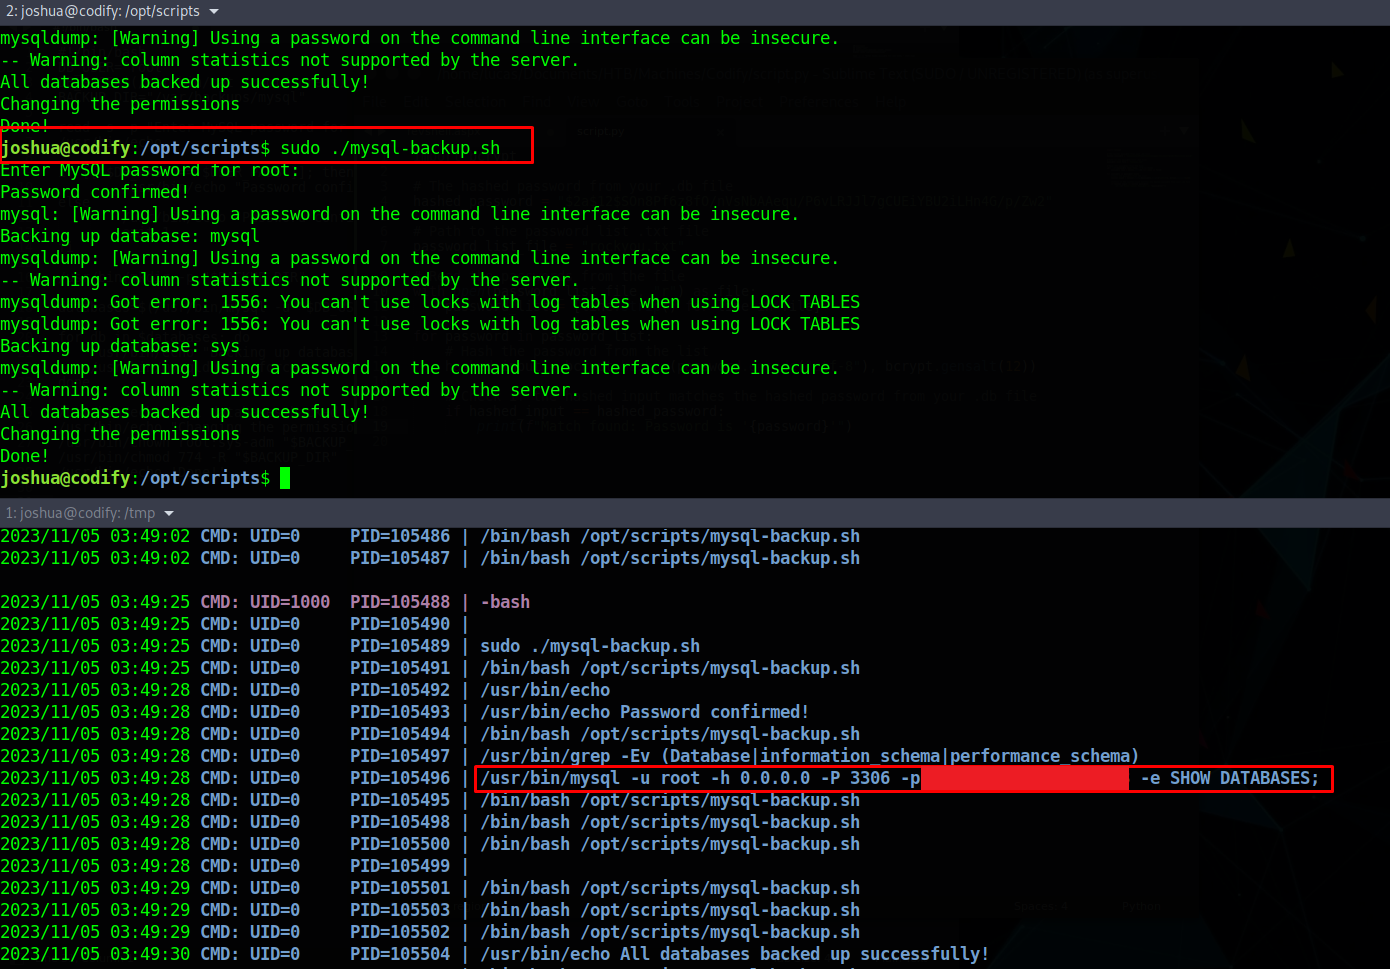 2: joshua@codify: /opt/scripts
mysqldump: [Warning] Using a password on the command line interface can be insecure.
-- Warning: column statistics not supported by the server.
All databases backed up successfully!
Changing the permissions
Done!
joshua@codify:/opt/scripts$ sudo ./mysql-backup.sh
Enter MySQL password for root:
Password confirmed!
mysql: [Warning] Using a password on the command line interface can be insecure.
Backing up database: mysql
mysqldump: [Warning] Using a password on the command line interface can be insecure.
-- Warning: column statistics not supported by the server.
mysqldump: Got error: 1556: You can't use locks with log tables when using LOCK TABLES
mysqldump: Got error: 1556: You can't use locks with log tables when using LOCK TABLES
Backing up database: sys
mysqldump: [Warning] Using a password on the command line interface can be insecure.
-- Warning: column statistics not supported by the server.
All databases backed up successfully!
Changing the permissions
Done!
joshua@codify:/opt/scripts$
1: joshua@codify: /tmp
2023/11/05 03:49:02 CMD: UID=0 PID=105486 | /bin/bash /opt/scripts/mysql-backup.sh
2023/11/05 03:49:02 CMD: UID=0 PID=105487 | /bin/bash /opt/scripts/mysql-backup.sh
2023/11/05 03:49:25 CMD: UID=1000 PID=105488 | -bash
2023/11/05 03:49:25 CMD: UID=0 PID=105490 |
2023/11/05 03:49:25 CMD: UID=0 PID=105489 | sudo ./mysql-backup.sh
2023/11/05 03:49:25 CMD: UID=0 PID=105491 | /bin/bash /opt/scripts/mysql-backup.sh
2023/11/05 03:49:28 CMD: UID=0 PID=105492 | /usr/bin/echo
2023/11/05 03:49:28 CMD: UID=0 PID=105493 | /usr/bin/echo Password confirmed!
2023/11/05 03:49:28 CMD: UID=0 PID=105494 | /bin/bash /opt/scripts/mysql-backup.sh
2023/11/05 03:49:28 CMD: UID=0 PID=105497 | /usr/bin/grep -Ev (Database|information_schema|performance_schema)
2023/11/05 03:49:28 CMD: UID=0 PID=105496 | /usr/bin/mysql -u root -h 0.0.0.0 -P 3306 -p -e SHOW DATABASES;
2023/11/05 03:49:28 CMD: UID=0 PID=105495 | /bin/bash /opt/scripts/mysql-backup.sh
2023/11/05 03:49:28 CMD: UID=0 PID=105498 | /bin/bash /opt/scripts/mysql-backup.sh
2023/11/05 03:49:28 CMD: UID=0 PID=105500 | /bin/bash /opt/scripts/mysql-backup.sh
2023/11/05 03:49:28 CMD: UID=0 PID=105499 |
2023/11/05 03:49:29 CMD: UID=0 PID=105501 | /bin/bash /opt/scripts/mysql-backup.sh
2023/11/05 03:49:29 CMD: UID=0 PID=105503 | /bin/bash /opt/scripts/mysql-backup.sh
2023/11/05 03:49:29 CMD: UID=0 PID=105502 | /bin/bash /opt/scripts/mysql-backup.sh
2023/11/05 03:49:30 CMD: UID=0 PID=105504 | /usr/bin/echo All databases backed up successfully!